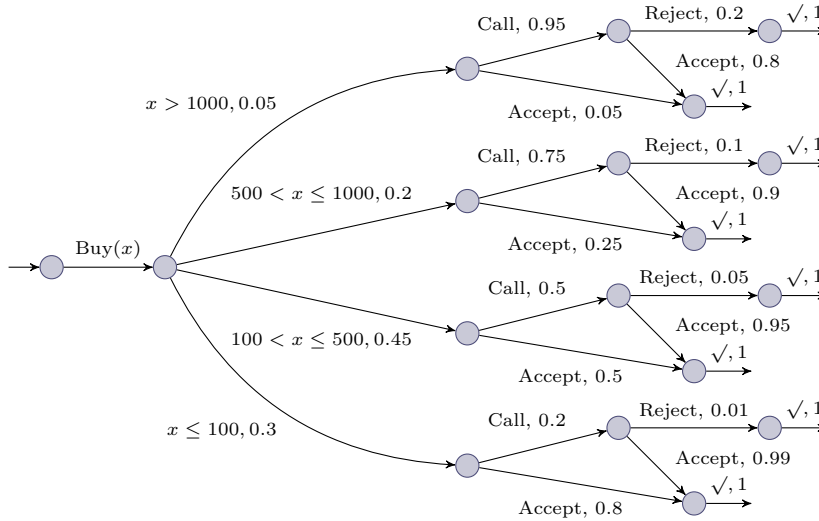 Call, 0.95
Reject, 0.2
√, 1
Accept, 0.8
√, 1
x > 1000, 0.05
Accept, 0.05
Call, 0.75
Reject, 0.1
√, 1
500 < x ≤ 1000, 0.2
Accept, 0.9
√, 1
Accept, 0.25
Buy(x)
Call, 0.5
Reject, 0.05
√, 1
Accept, 0.95
100 < x ≤ 500, 0.45
√, 1
Accept, 0.5
Call, 0.2
Reject, 0.01
√, 1
x ≤ 100, 0.3
Accept, 0.99
√, 1
Accept, 0.8